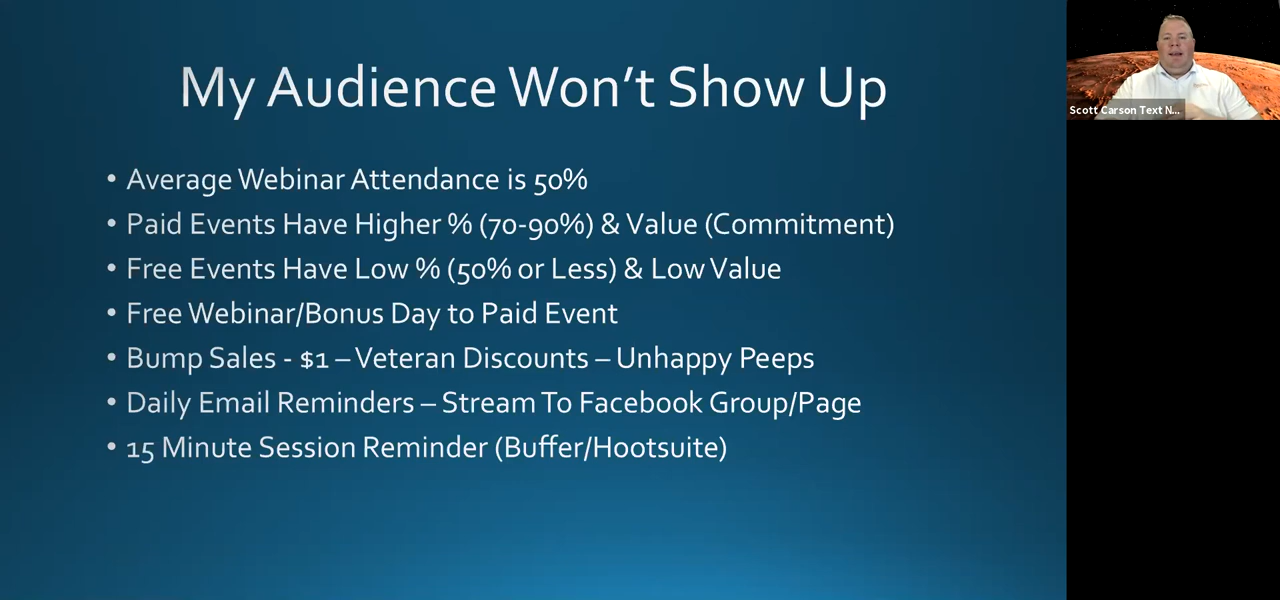 My Audience Won't Show Up
• Average Webinar Attendance is 50%
• Paid Events Have Higher % (70-90%) & Value (Commitment)
• Free Events Have Low % (50% or Less) & Low Value
• Free Webinar/Bonus Day to Paid Event
• Bump Sales - $1 – Veteran Discounts – Unhappy Peeps
• Daily Email Reminders – Stream To Facebook Group/Page
• 15 Minute Session Reminder (Buffer/Hootsuite)
Scott Carson Text N...